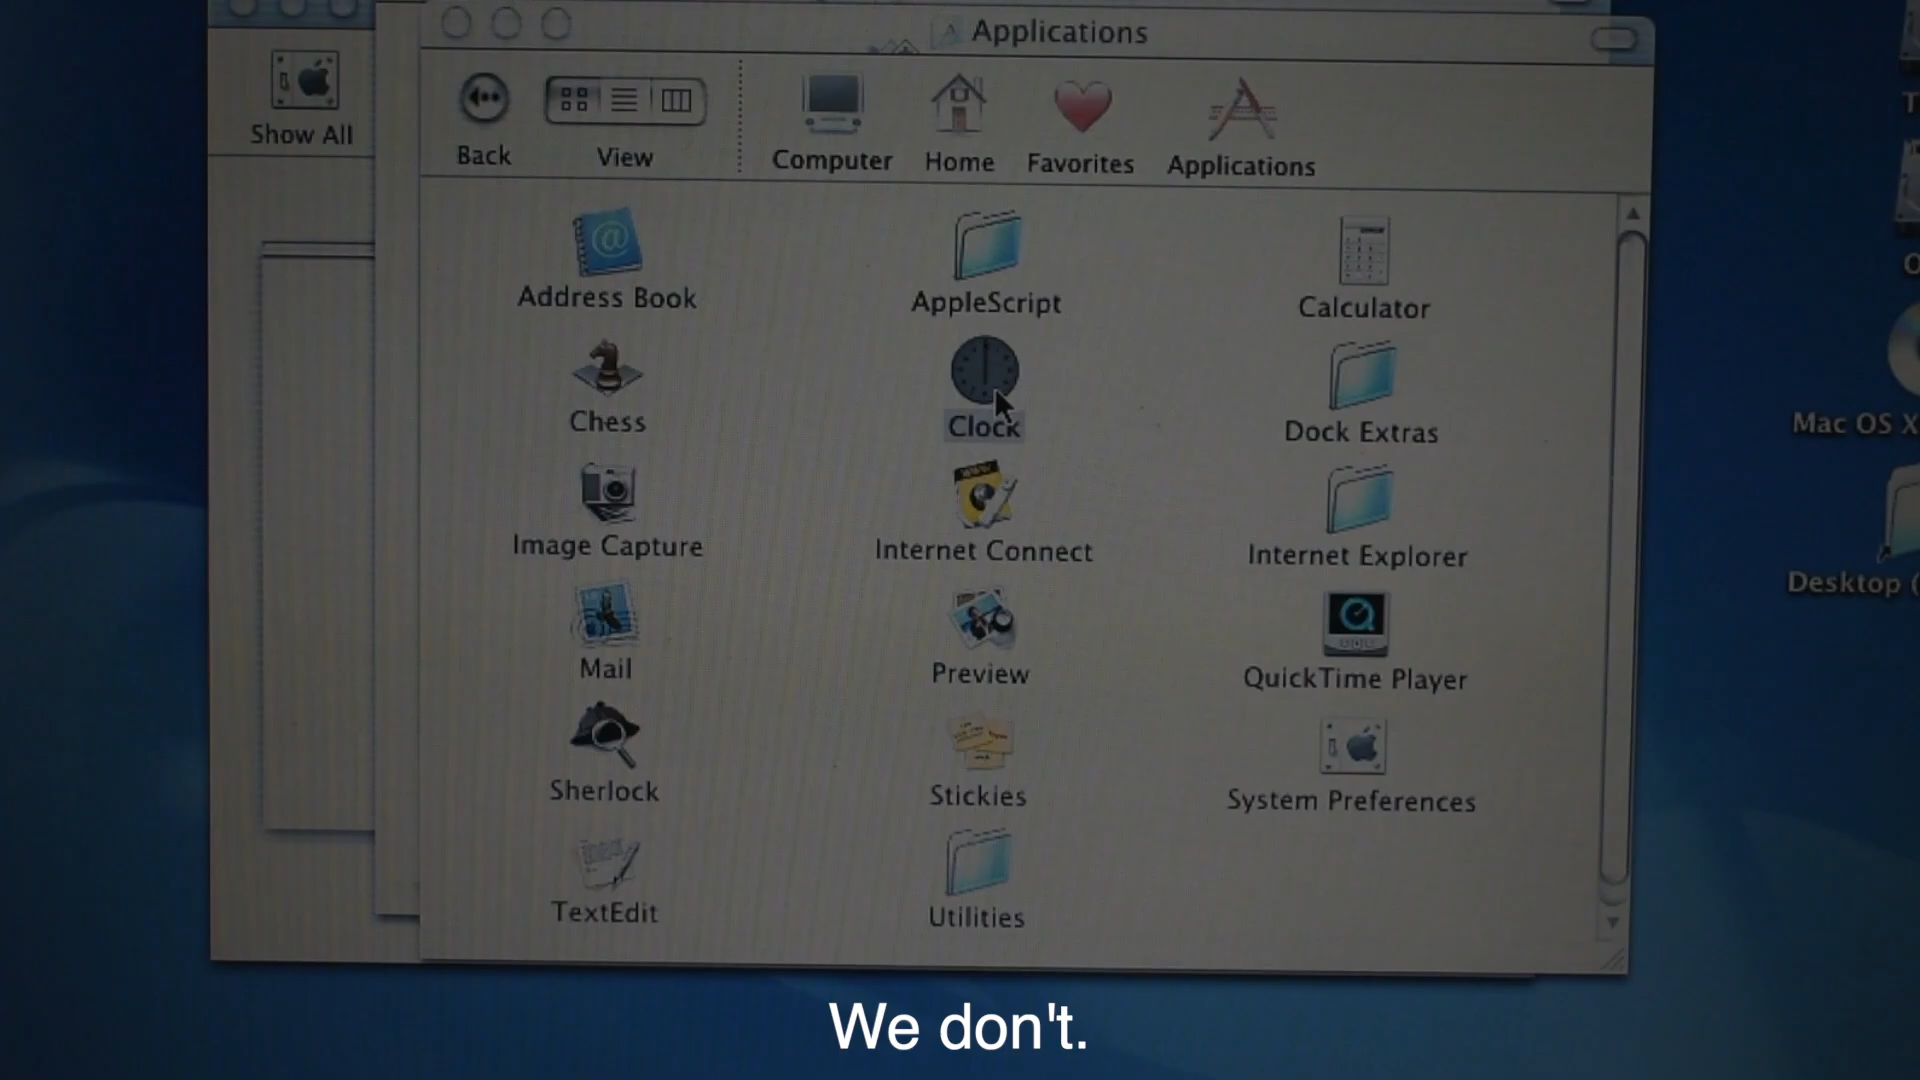 Applications
Show All
Back
View
Computer
Home
Favorites
Applications
Address Book
AppleScript
Calculator
Chess
Clock
Dock Extras
Image Capture
Internet Connect
Internet Explorer
Mail
Preview
QuickTime Player
Sherlock
Stickies
System Preferences
TextEdit
Utilities
Mac OS X
Desktop (
We don't.